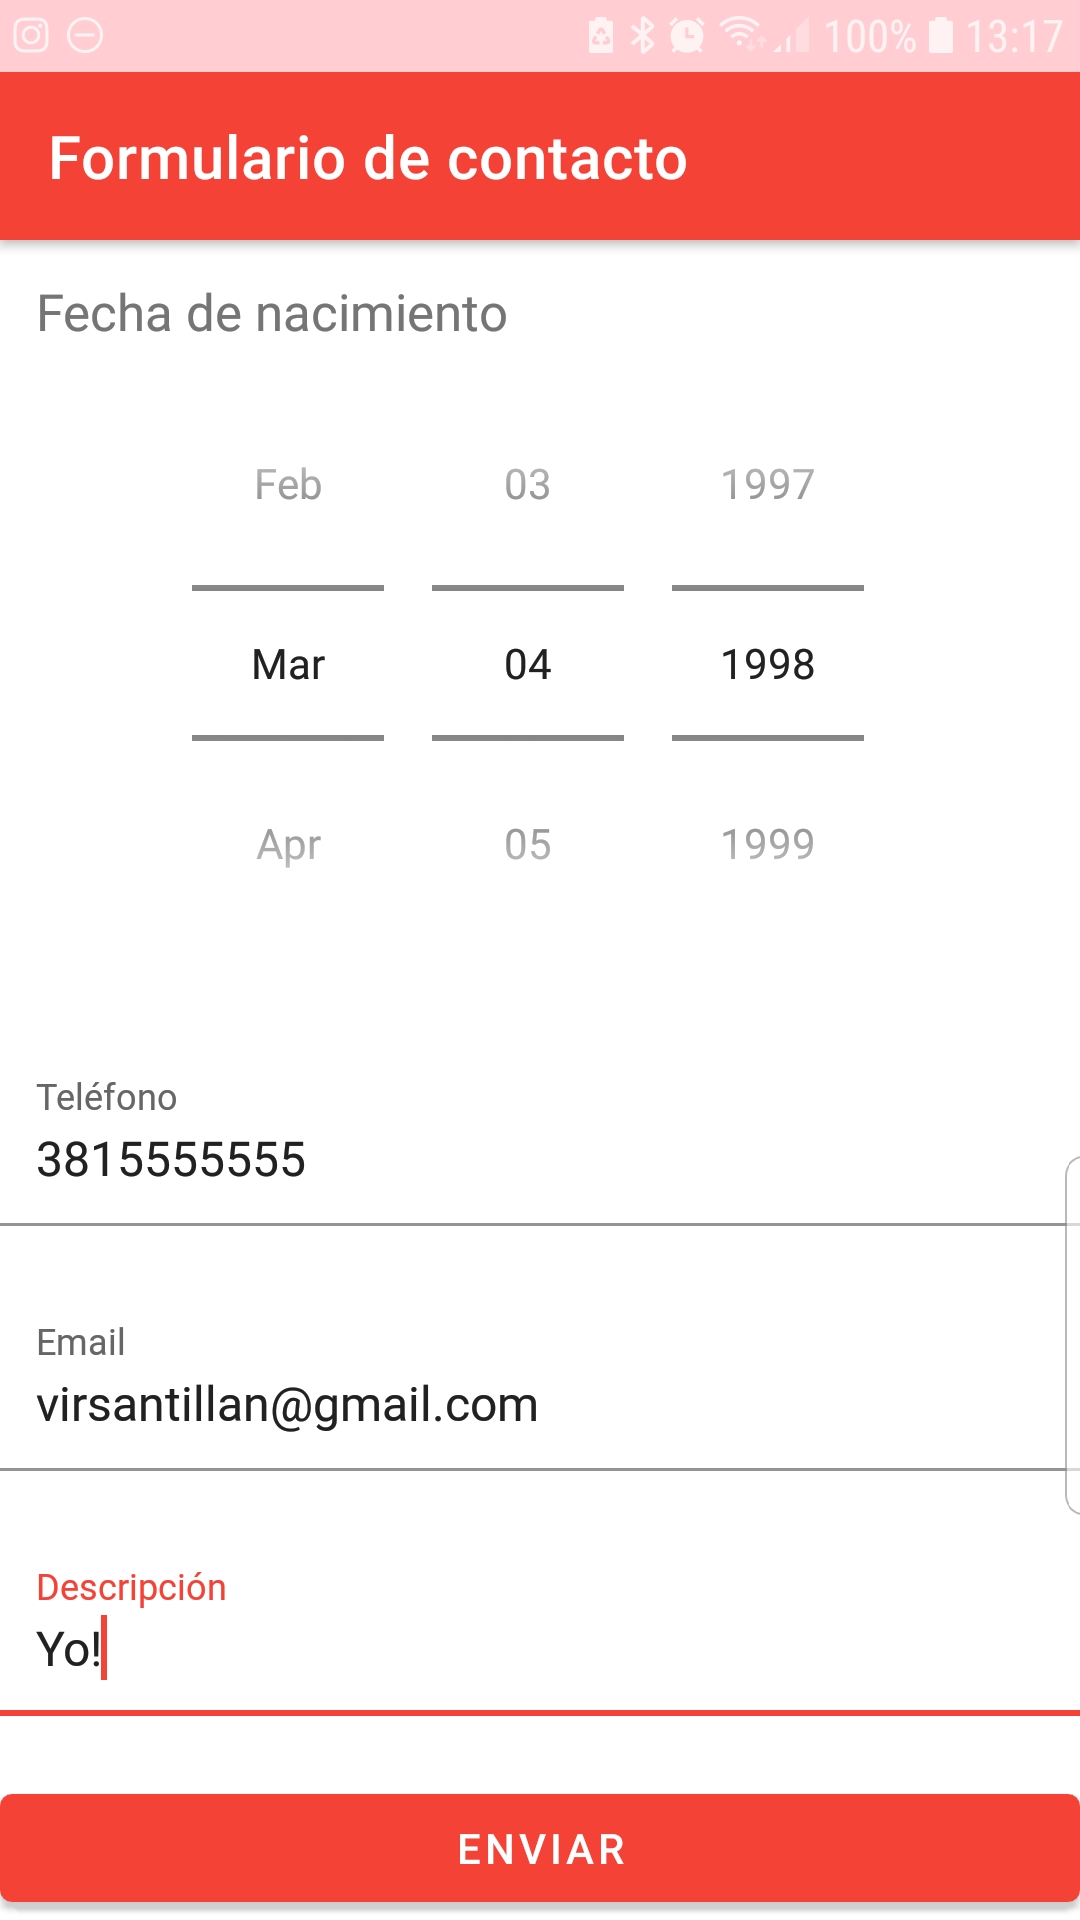 100% 13:17
Formulario de contacto
Fecha de nacimiento
Feb 03 1997
Mar 04 1998
Apr 05 1999
Teléfono
3815555555
Email
virsantillan@gmail.com
Descripción
Yo!
ENVIAR